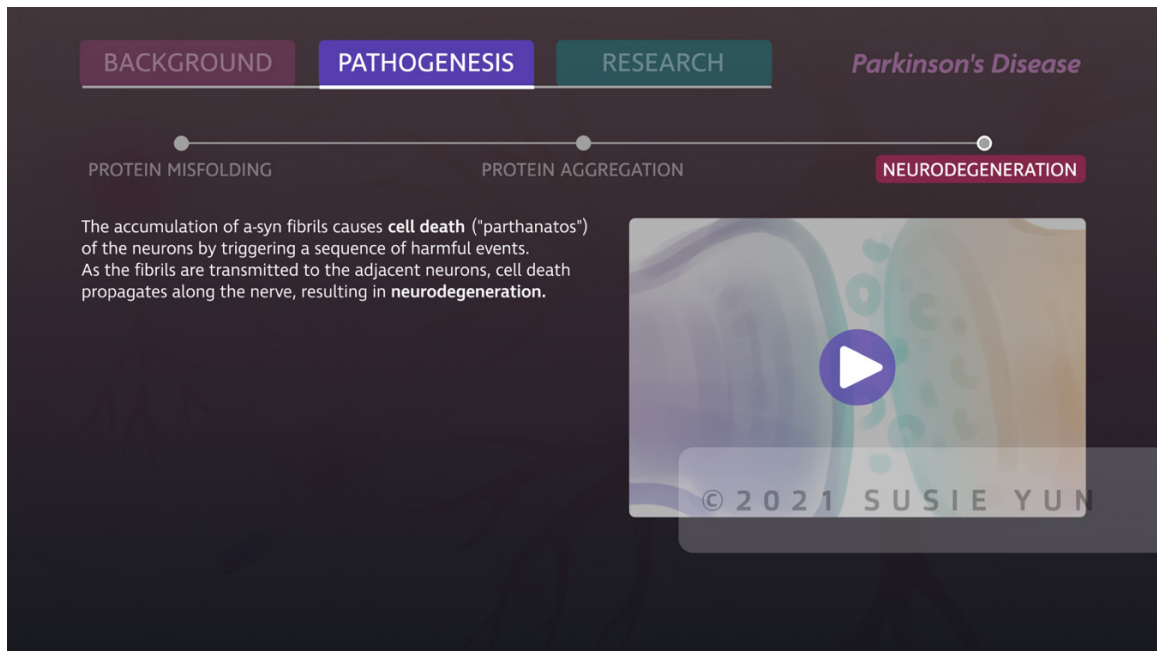 BACKGROUND PATHOGENESIS RESEARCH Parkinson's Disease
PROTEIN MISFOLDING PROTEIN AGGREGATION NEURODEGENERATION
The accumulation of a-syn fibrils causes cell death ("parthanatos")
of the neurons by triggering a sequence of harmful events.
As the fibrils are transmitted to the adjacent neurons, cell death
propagates along the nerve, resulting in neurodegeneration.
©2021 SUSIE YUN